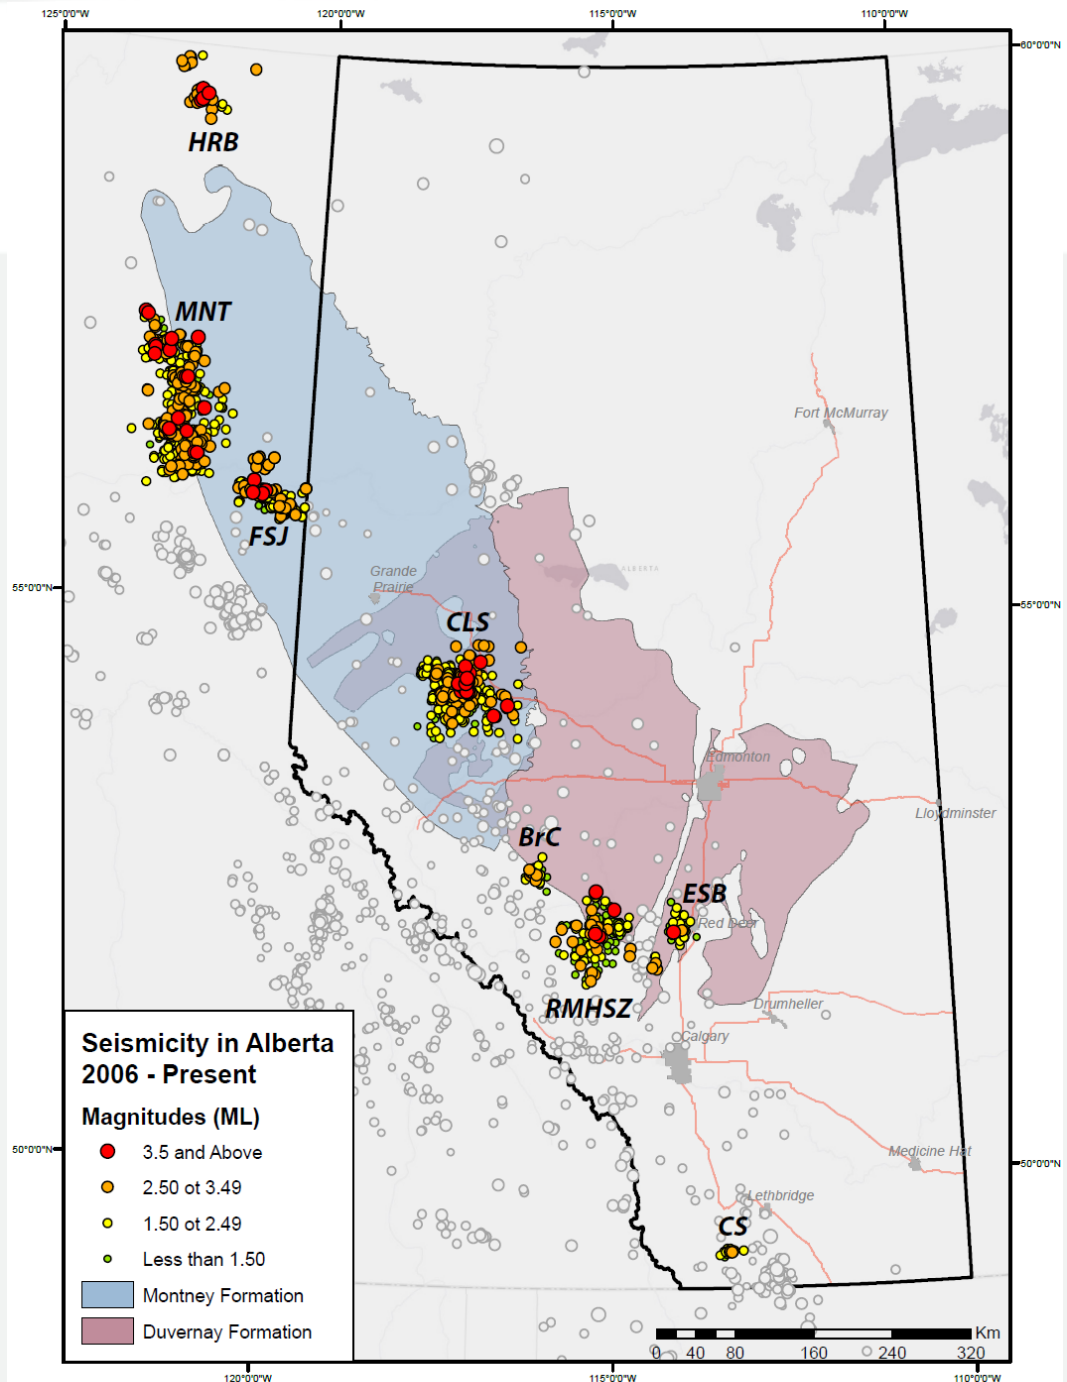 125°0'0"W
120°0'0"W
115°0'0"W
110°0'0"W
60°0'0"N
HRB
MNT
Fort McMurray
FSJ
Grande
Prairie
ALBERTA
55°0'0"N
55°0'0"N
CLS
Edmonton
Lloydminster
BrC
ESB
Red Deer
RMHSZ
Drumheller
Calgary
Seismicity in Alberta
2006 - Present
Magnitudes (ML)
3.5 and Above
2.50 ot 3.49
1.50 ot 2.49
Less than 1.50
Montney Formation
Duvernay Formation
50°0'0"N
50°0'0"N
Medicine Hat
Lethbridge
CS
Km
0 40 80 160 240 320
120°0'0"W
115°0'0"W
110°0'0"W